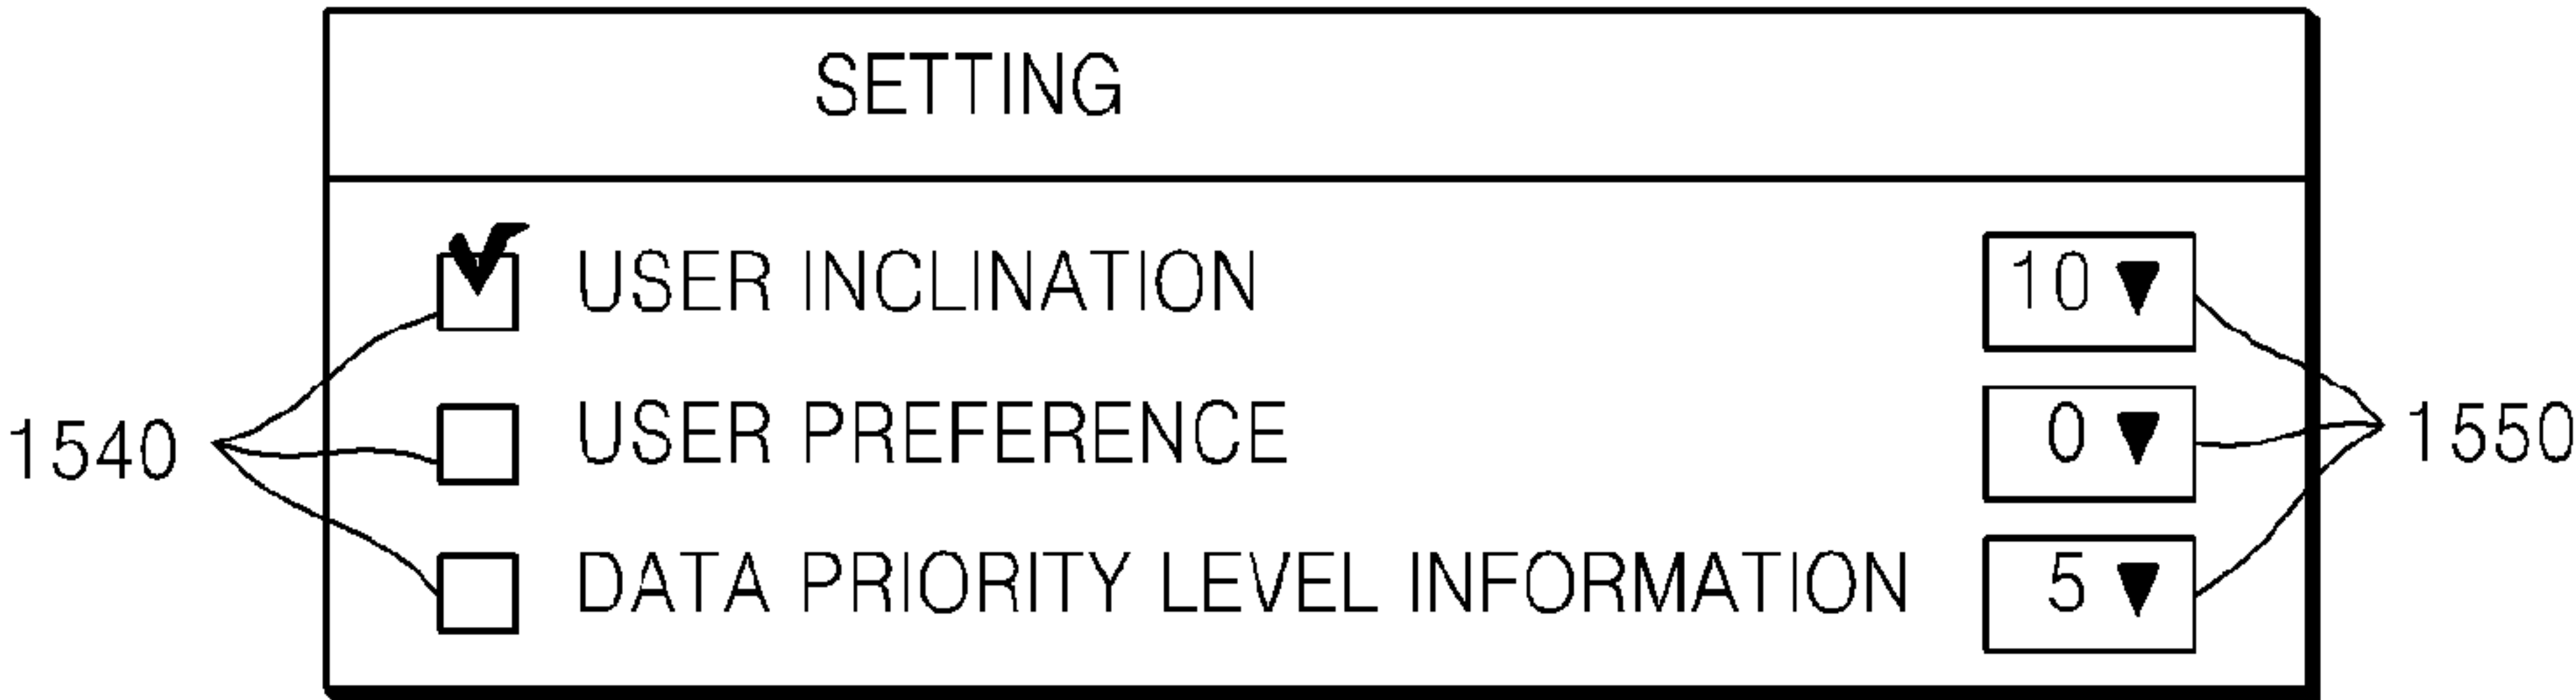 SETTING
USER INCLINATION 10
USER PREFERENCE 0
1540
1550
DATA PRIORITY LEVEL INFORMATION 5